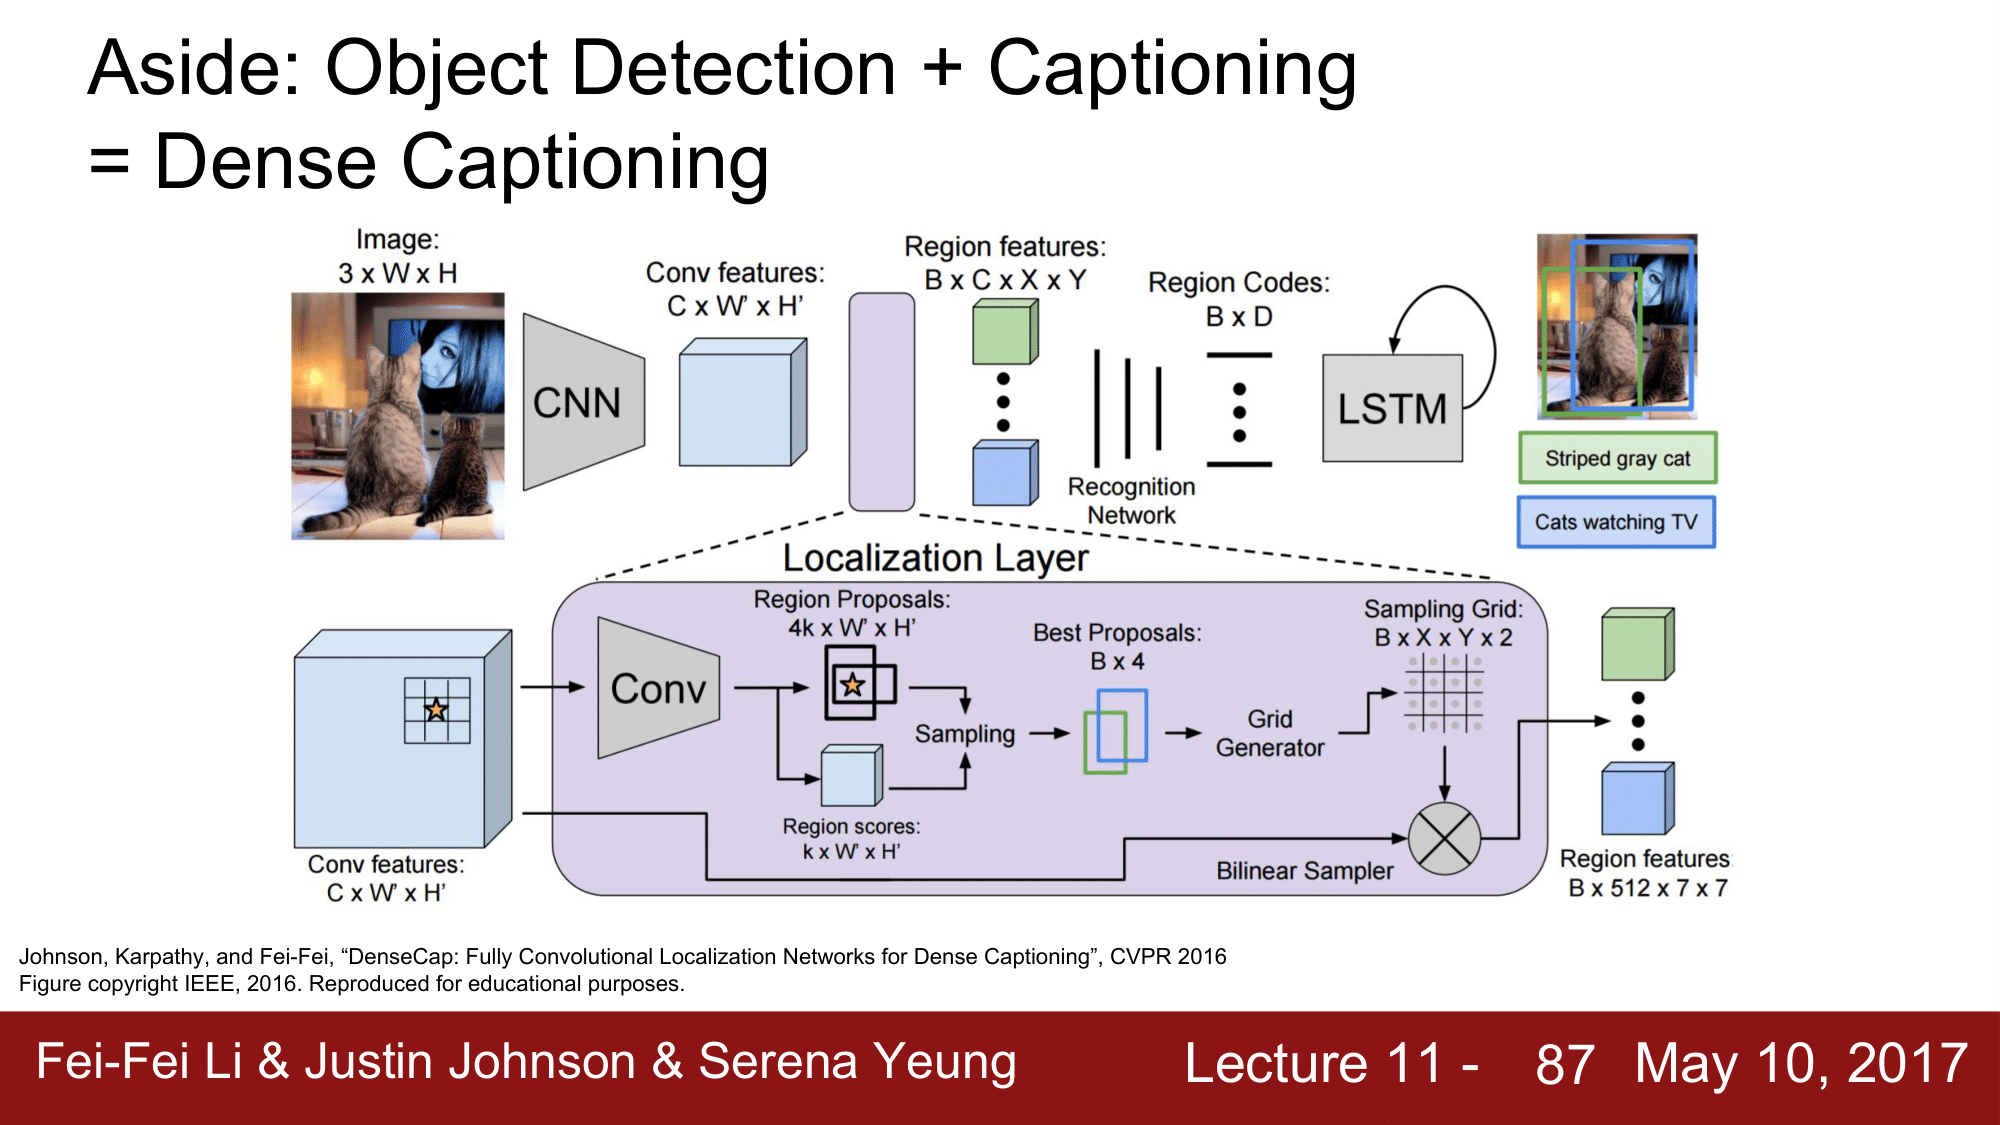 Aside: Object Detection + Captioning
= Dense Captioning
Image:
3 x W x H
CNN
Conv features:
C x W' x H'
Region features:
B x C x X x Y
Recognition
Network
Region Codes:
B x D
LSTM
Striped gray cat
Cats watching TV
Localization Layer
Conv features:
C x W' x H'
Conv
Region Proposals:
4k x W' x H'
Region scores:
k x W' x H'
Sampling
Best Proposals:
B x 4
Grid
Generator
Sampling Grid:
B x X x Y x 2
Bilinear Sampler
Region features:
B x 512 x 7 x 7
Johnson, Karpathy, and Fei-Fei, “DenseCap: Fully Convolutional Localization Networks for Dense Captioning”, CVPR 2016
Figure copyright IEEE, 2016. Reproduced for educational purposes.
Fei-Fei Li & Justin Johnson & Serena Yeung
Lecture 11 - 87 May 10, 2017